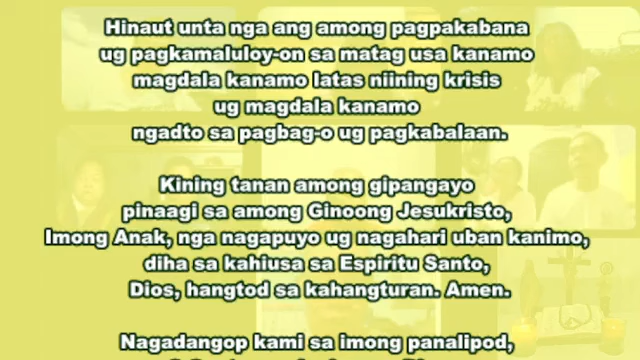 Hinaut unta nga ang among pagpakabana
ug pagkamaluloy-on sa matag usa kanamo
magdala kanamo latas niining krisis
ug magdala kanamo
ngadto sa pagbag-o ug pagkabalaan.
Kining tanan among gipangayo
pinaagi sa among Ginoong Jesukristo,
Imong Anak, nga nagapuyo ug nagahari uban kanimo,
diha sa kahiusa sa Espiritu Santo,
Dios, hangtod sa kahangturan. Amen.
Nagadangop kami sa imong panalipod,